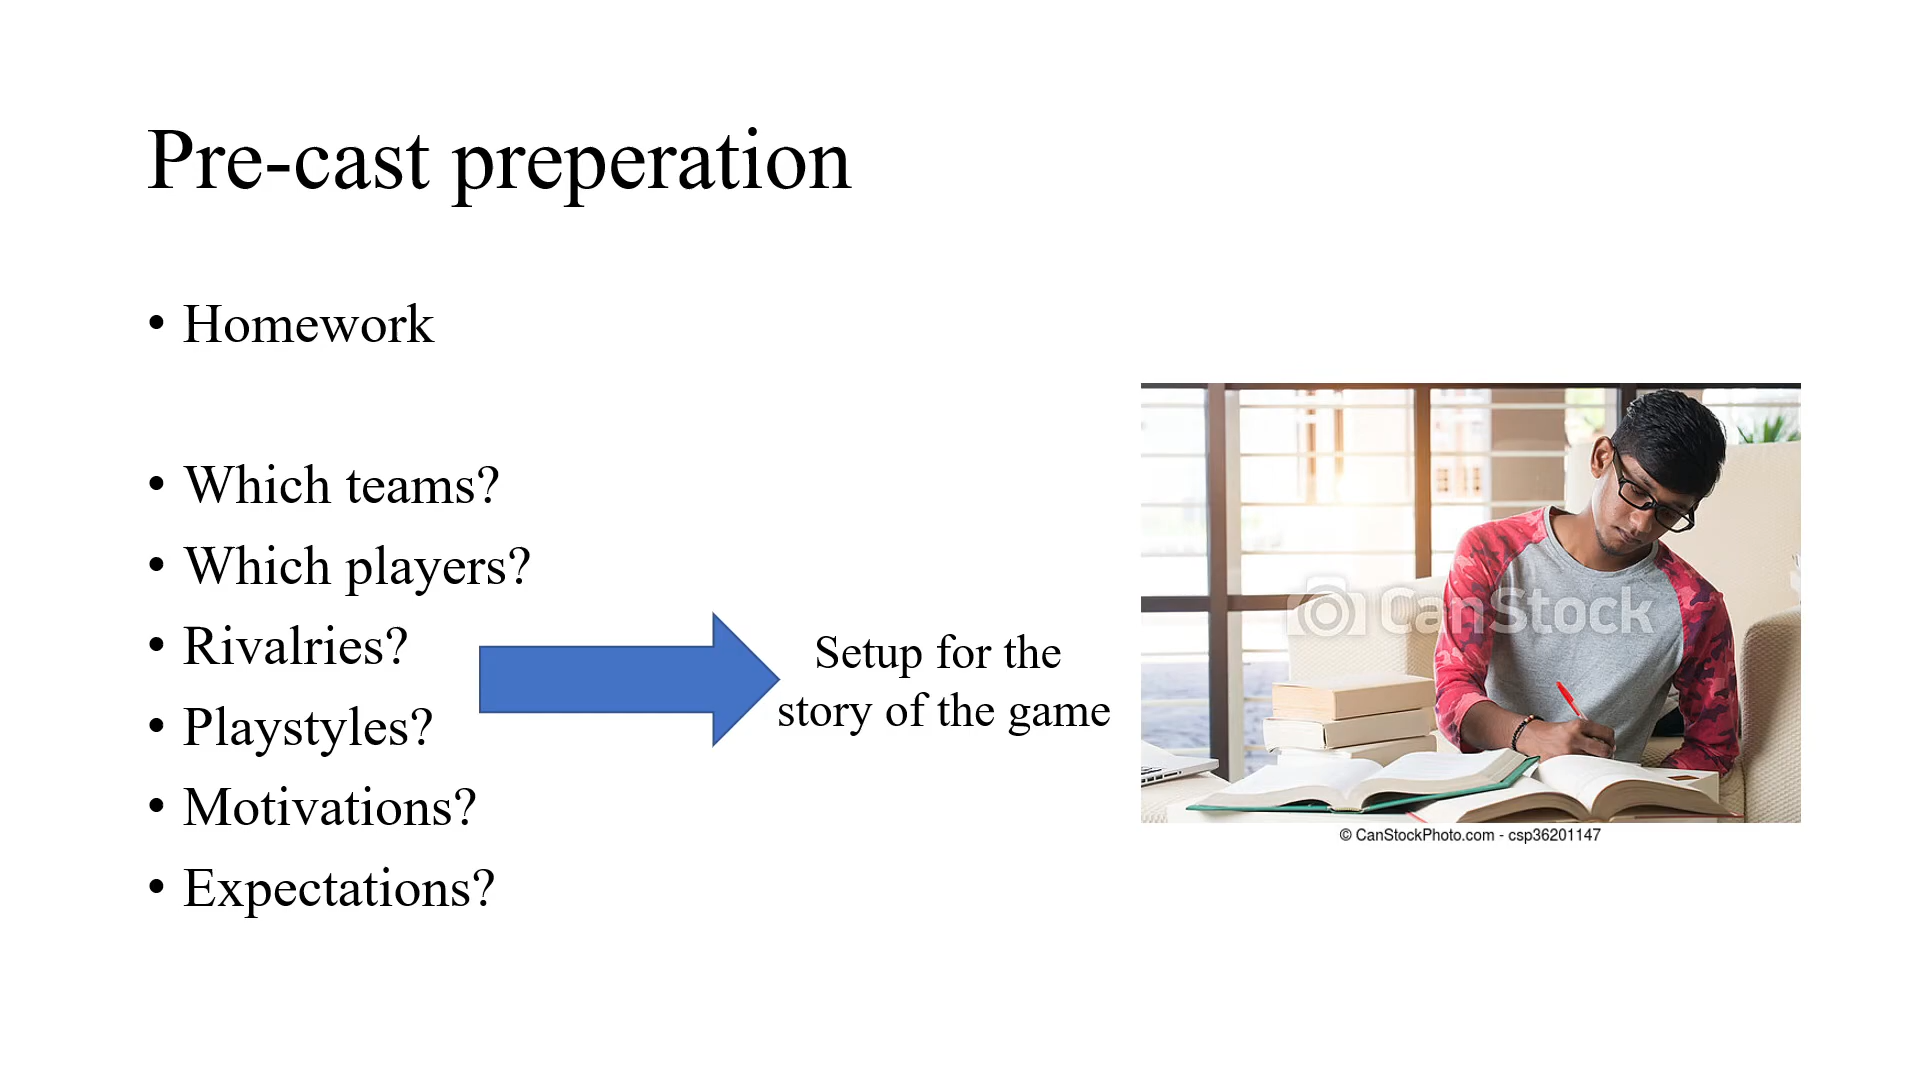 Pre-cast preperation
• Homework
• Which teams?
• Which players?
• Rivalries?
• Playstyles?
• Motivations?
• Expectations?
Setup for the
story of the game
CanStock
© CanStockPhoto.com - csp36201147